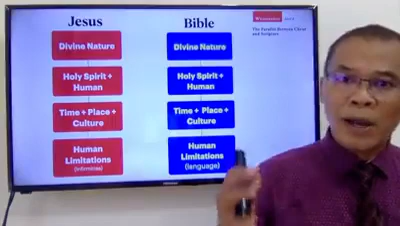 Jesus
Divine Nature
Holy Spirit +
Human
Time + Place +
Culture
Human
Limitations
(infirmities)
Bible
Divine Nature
Holy Spirit +
Human
Time + Place +
Culture
Human
Limitations
(language)
The Parallel Between Christ
and Scripture